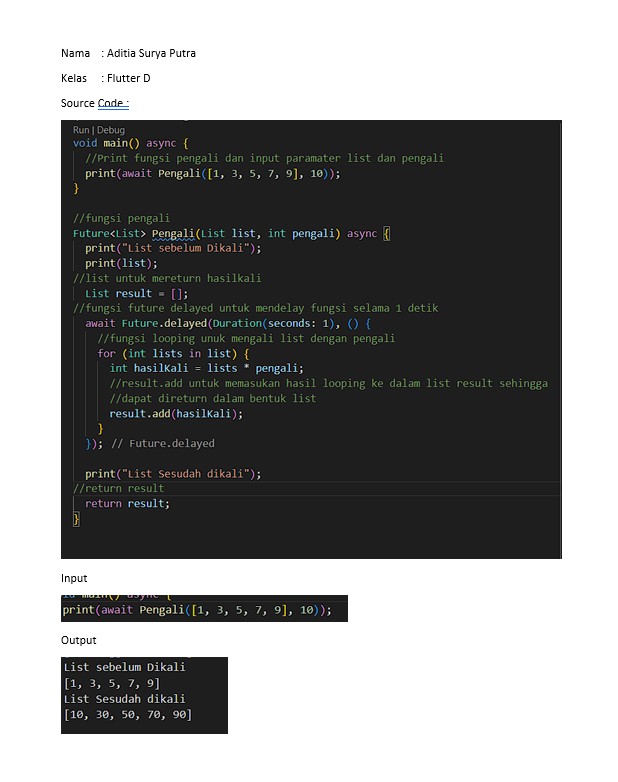 Nama : Aditia Surya Putra
Kelas : Flutter D
Source Code :
Run | Debug
void main() async {
//Print fungsi pengali dan input paramater list dan pengali
print(await Pengali([1, 3, 5, 7, 9], 10));
}
//fungsi pengali
Future<List> Pengali(List list, int pengali) async {
print("List sebelum Dikali");
print(list);
//list untuk mereturn hasilkali
List result = [];
//fungsi future delayed untuk mendelay fungsi selama 1 detik
await Future.delayed(Duration(seconds: 1), () {
//fungsi looping unuk mengali list dengan pengali
for (int lists in list) {
int hasilKali = lists * pengali;
//result.add untuk memasukan hasil looping ke dalam list result sehingga
//dapat direturn dalam bentuk list
result.add(hasilKali);
}
}); // Future.delayed
print("List Sesudah dikali");
//return result
return result;
}
Input
main() async {
print(await Pengali([1, 3, 5, 7, 9], 10));
Output
List sebelum Dikali
[1, 3, 5, 7, 9]
List Sesudah dikali
[10, 30, 50, 70, 90]